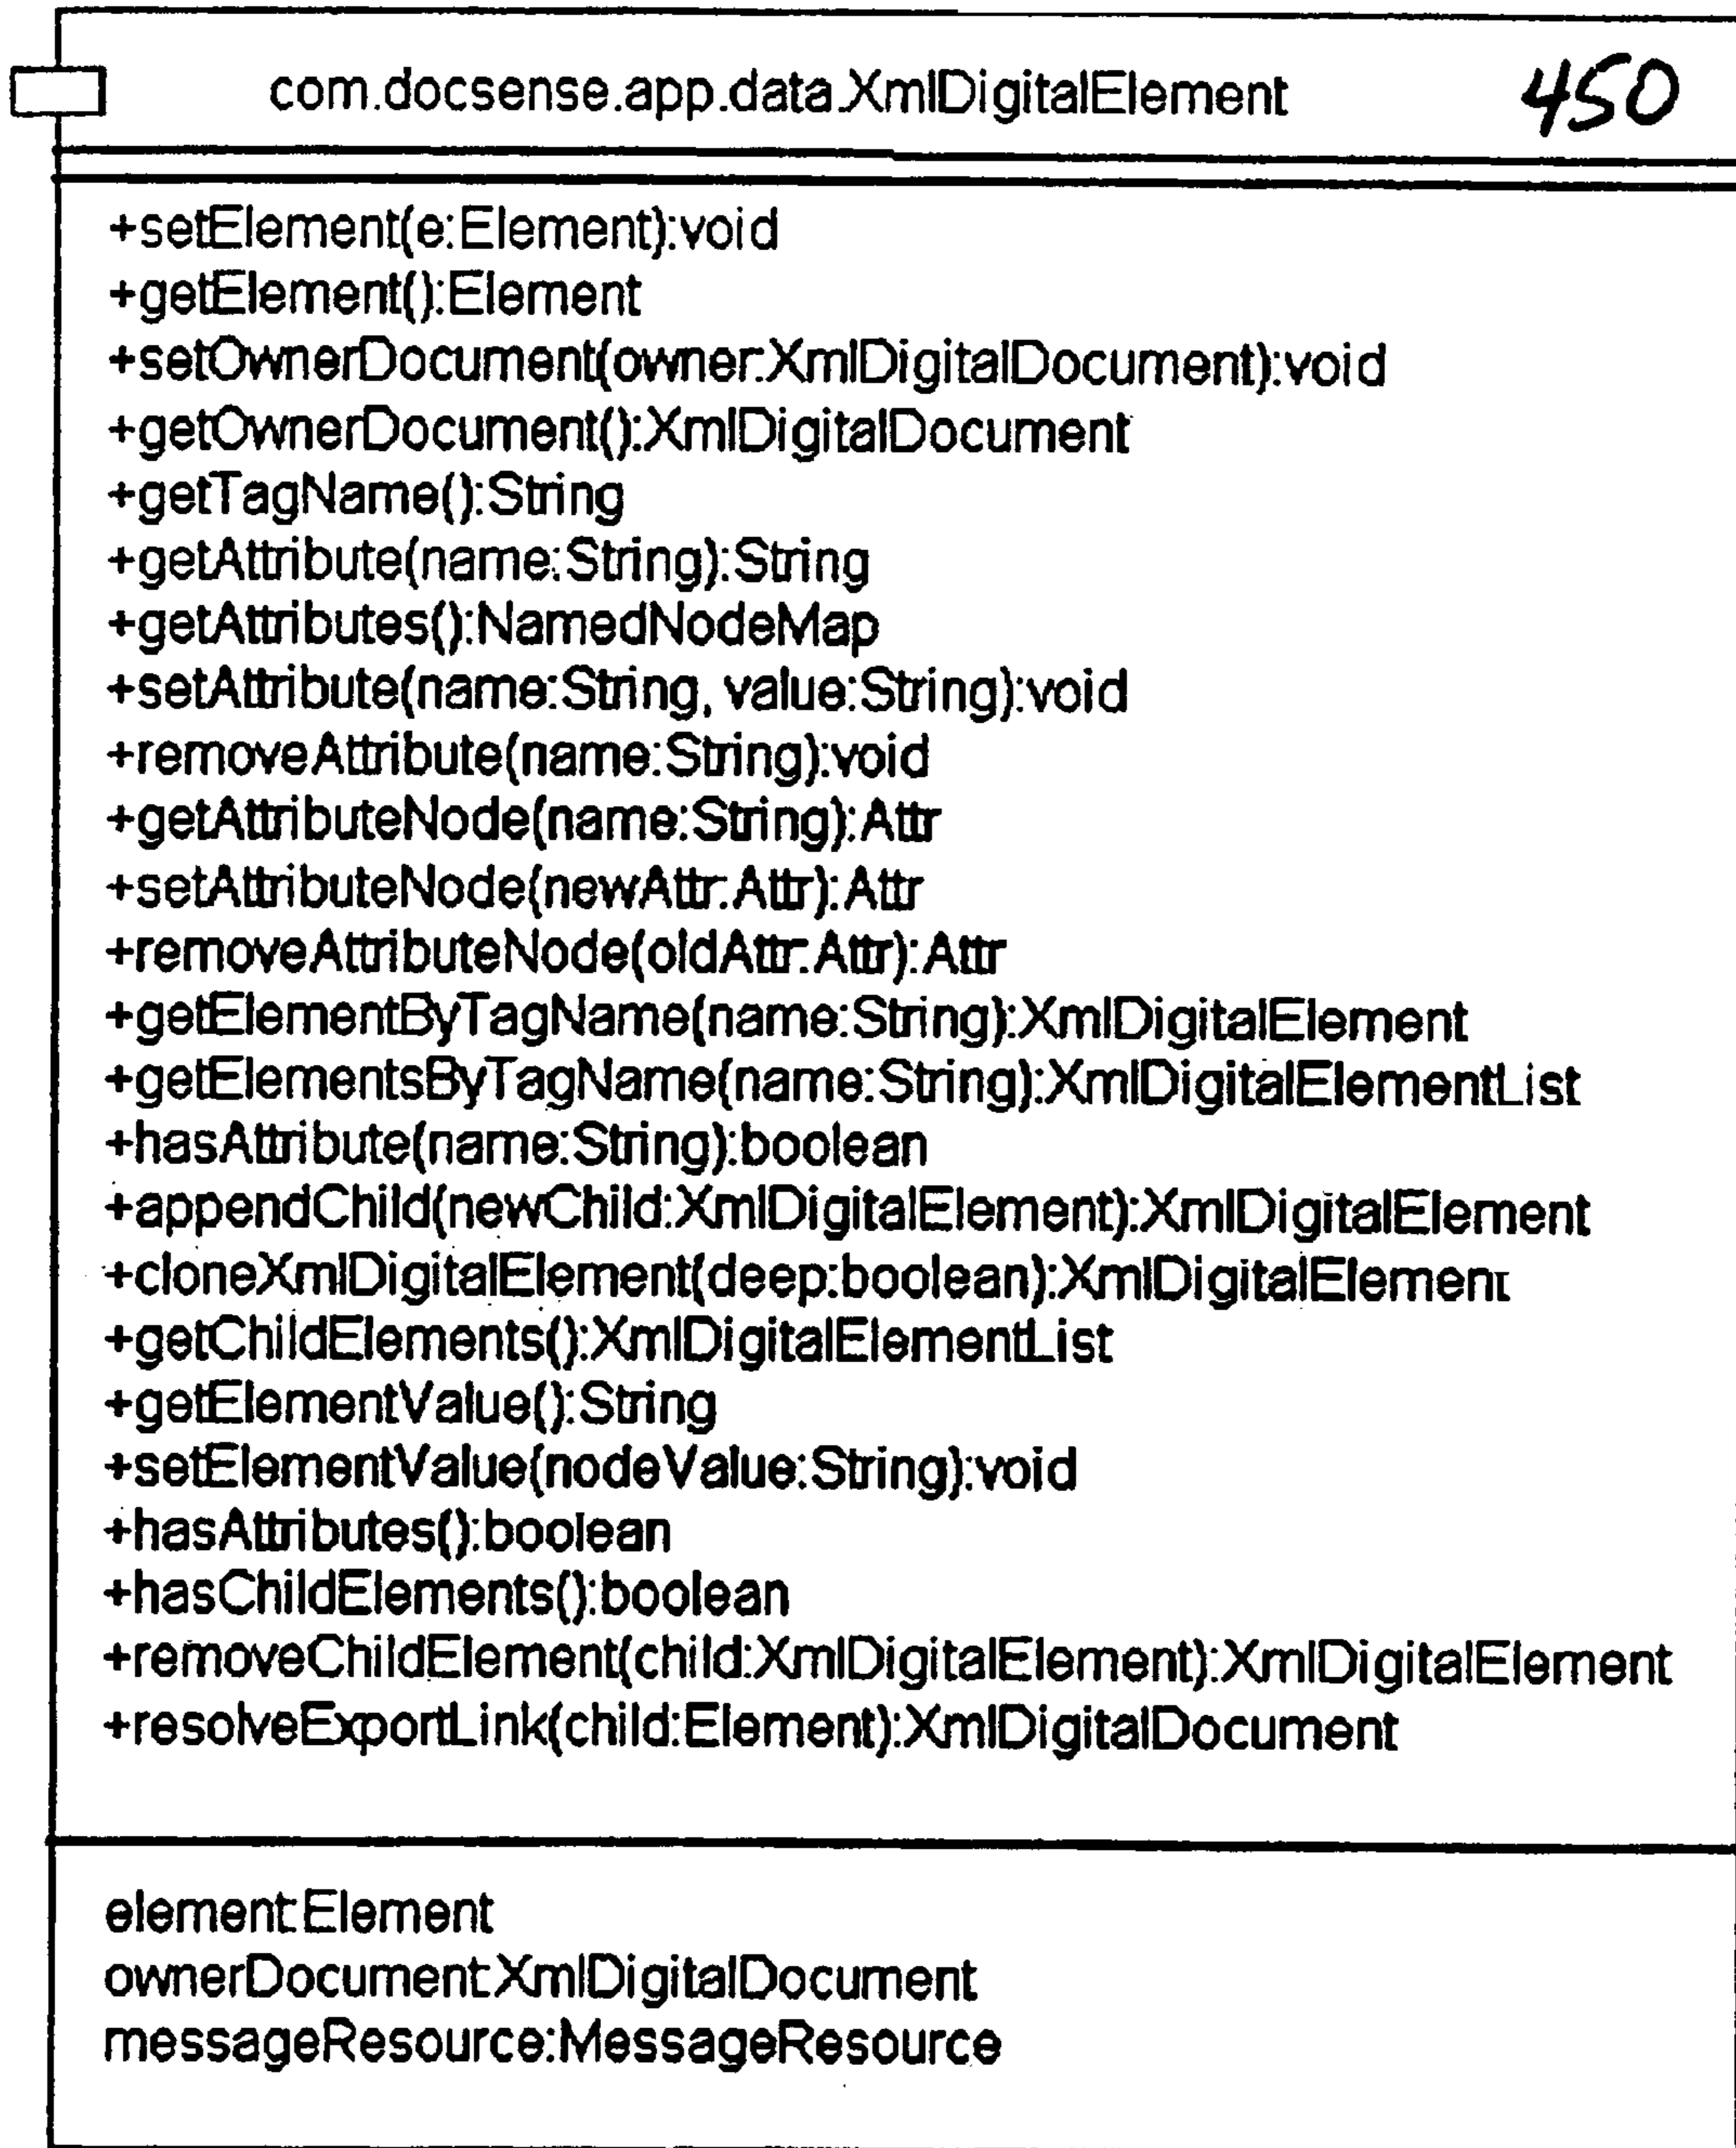 com.docsense.app.data.XmlDigitalElement 450
+setElement(e:Element):void
+getElement():Element
+setOwnerDocument(owner:XmlDigitalDocument):void
+getOwnerDocument():XmlDigitalDocument
+getTagName():String
+getAttribute(name:String):String
+getAttributes():NamedNodeMap
+setAttribute(name:String, value:String):void
+removeAttribute(name:String):void
+getAttributeNode(name:String):Attr
+setAttributeNode(newAttr:Attr):Attr
+removeAttributeNode(oldAttr:Attr):Attr
+getElementByTagName(name:String):XmlDigitalElement
+getElementsByTagName(name:String):XmlDigitalElementList
+hasAttribute(name:String):boolean
+appendChild(newChild:XmlDigitalElement):XmlDigitalElement
+cloneXmlDigitalElement(deep:boolean):XmlDigitalElement
+getChildElements():XmlDigitalElementList
+getElementValue():String
+setElementValue(nodeValue:String):void
+hasAttributes():boolean
+hasChildElements():boolean
+removeChildElement(child:XmlDigitalElement):XmlDigitalElement
+resolveExportLink(child:Element):XmlDigitalDocument
element:Element
ownerDocument:XmlDigitalDocument
messageResource:MessageResource